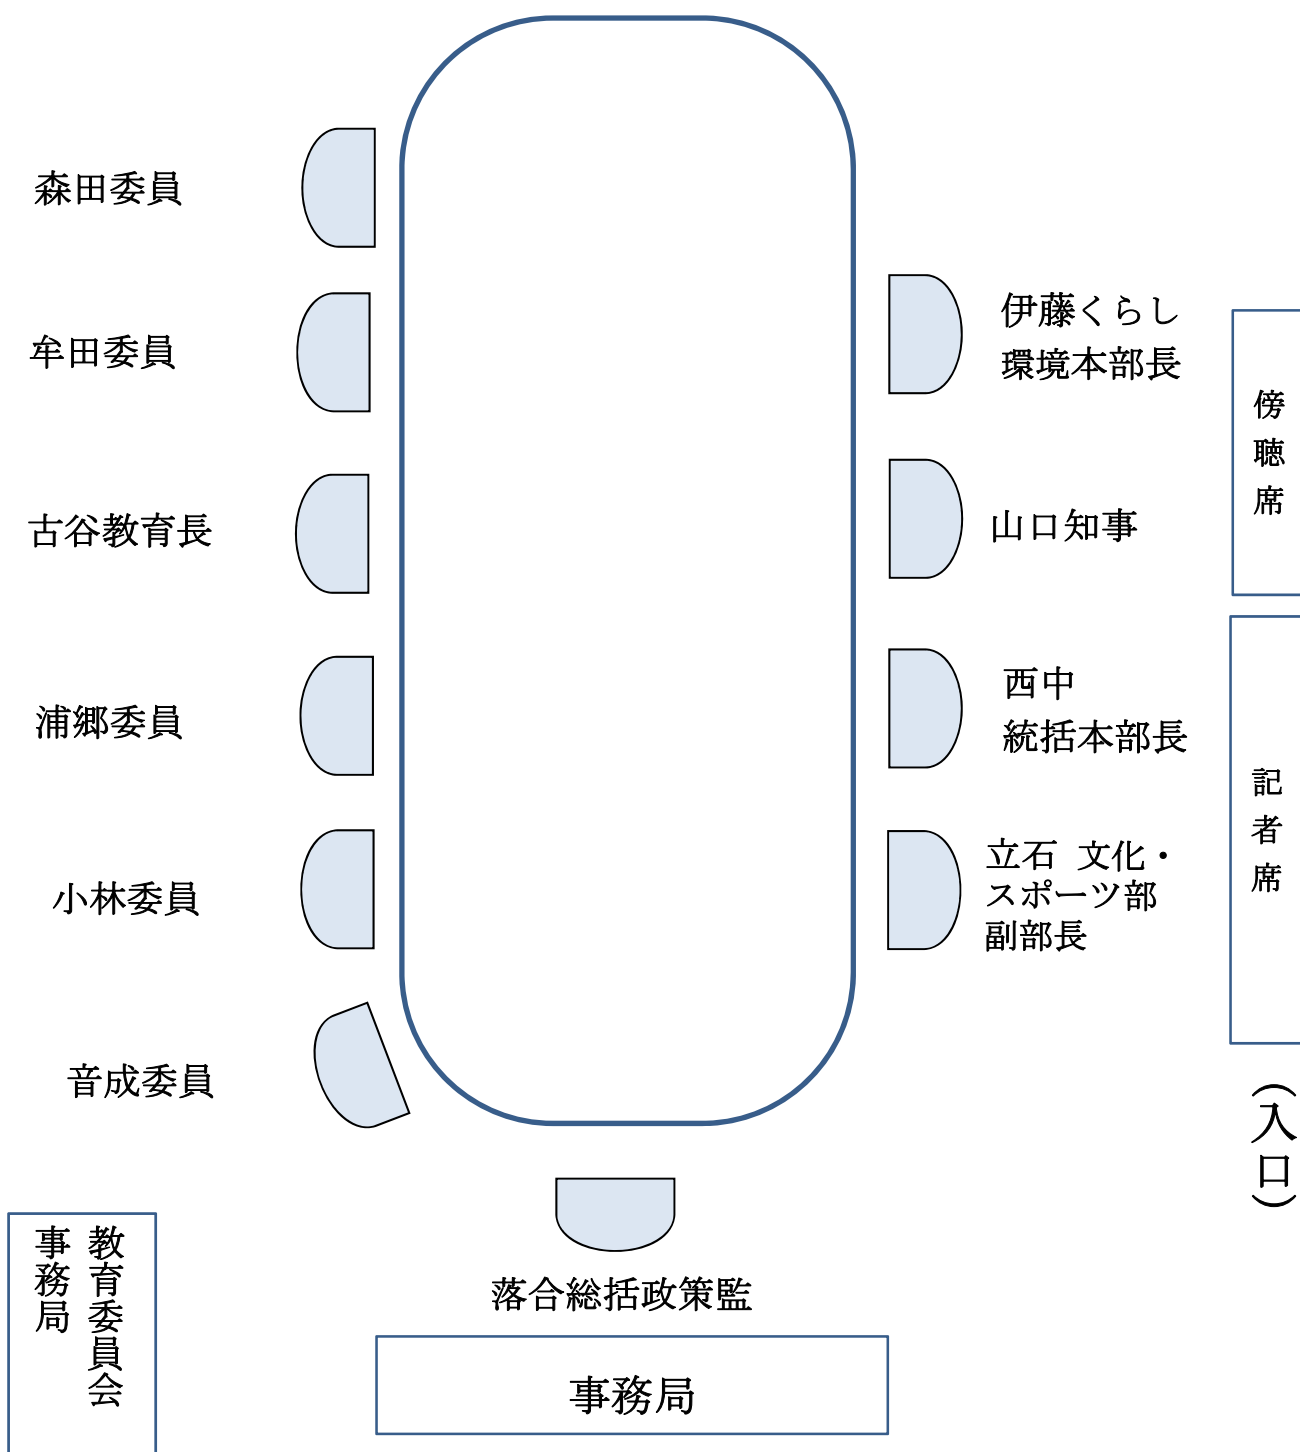 森田委員
牟田委員
古谷教育長
浦郷委員
小林委員
音成委員
伊藤くらし
環境本部長
山口知事
西中
統括本部長
立石 文化・
スポーツ部
副部長
傍聴席
記者席
（入口）
落合総括政策監
事務局
教育委員会
事務局